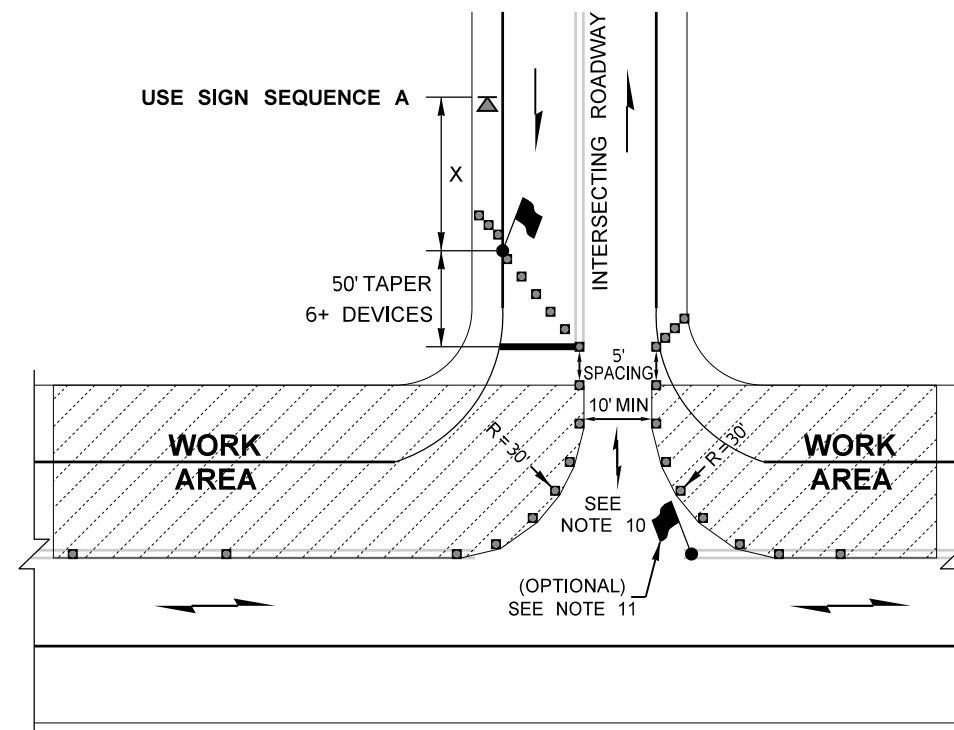 USE SIGN SEQUENCE A
INTERSECTING ROADWAY
X
50' TAPER
6+ DEVICES
5'
SPACING
10' MIN
WORK
AREA
R=30'
R=30'
WORK
AREA
SEE
NOTE 10
(OPTIONAL)
SEE NOTE 11